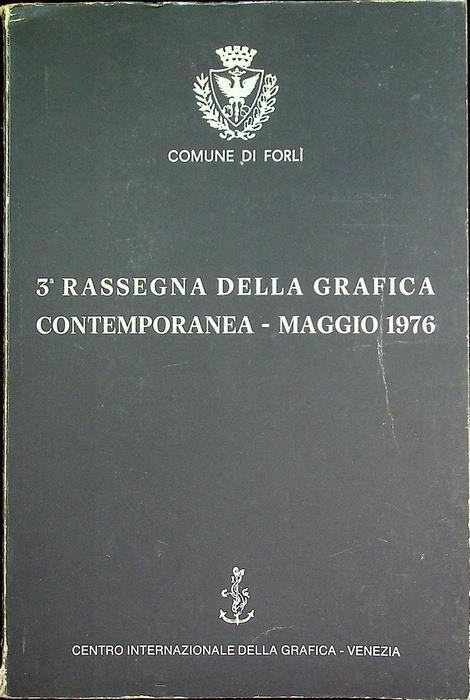 COMUNE DI FORLÌ
3ª RASSEGNA DELLA GRAFICA
CONTEMPORANEA - MAGGIO 1976
CENTRO INTERNAZIONALE DELLA GRAFICA - VENEZIA